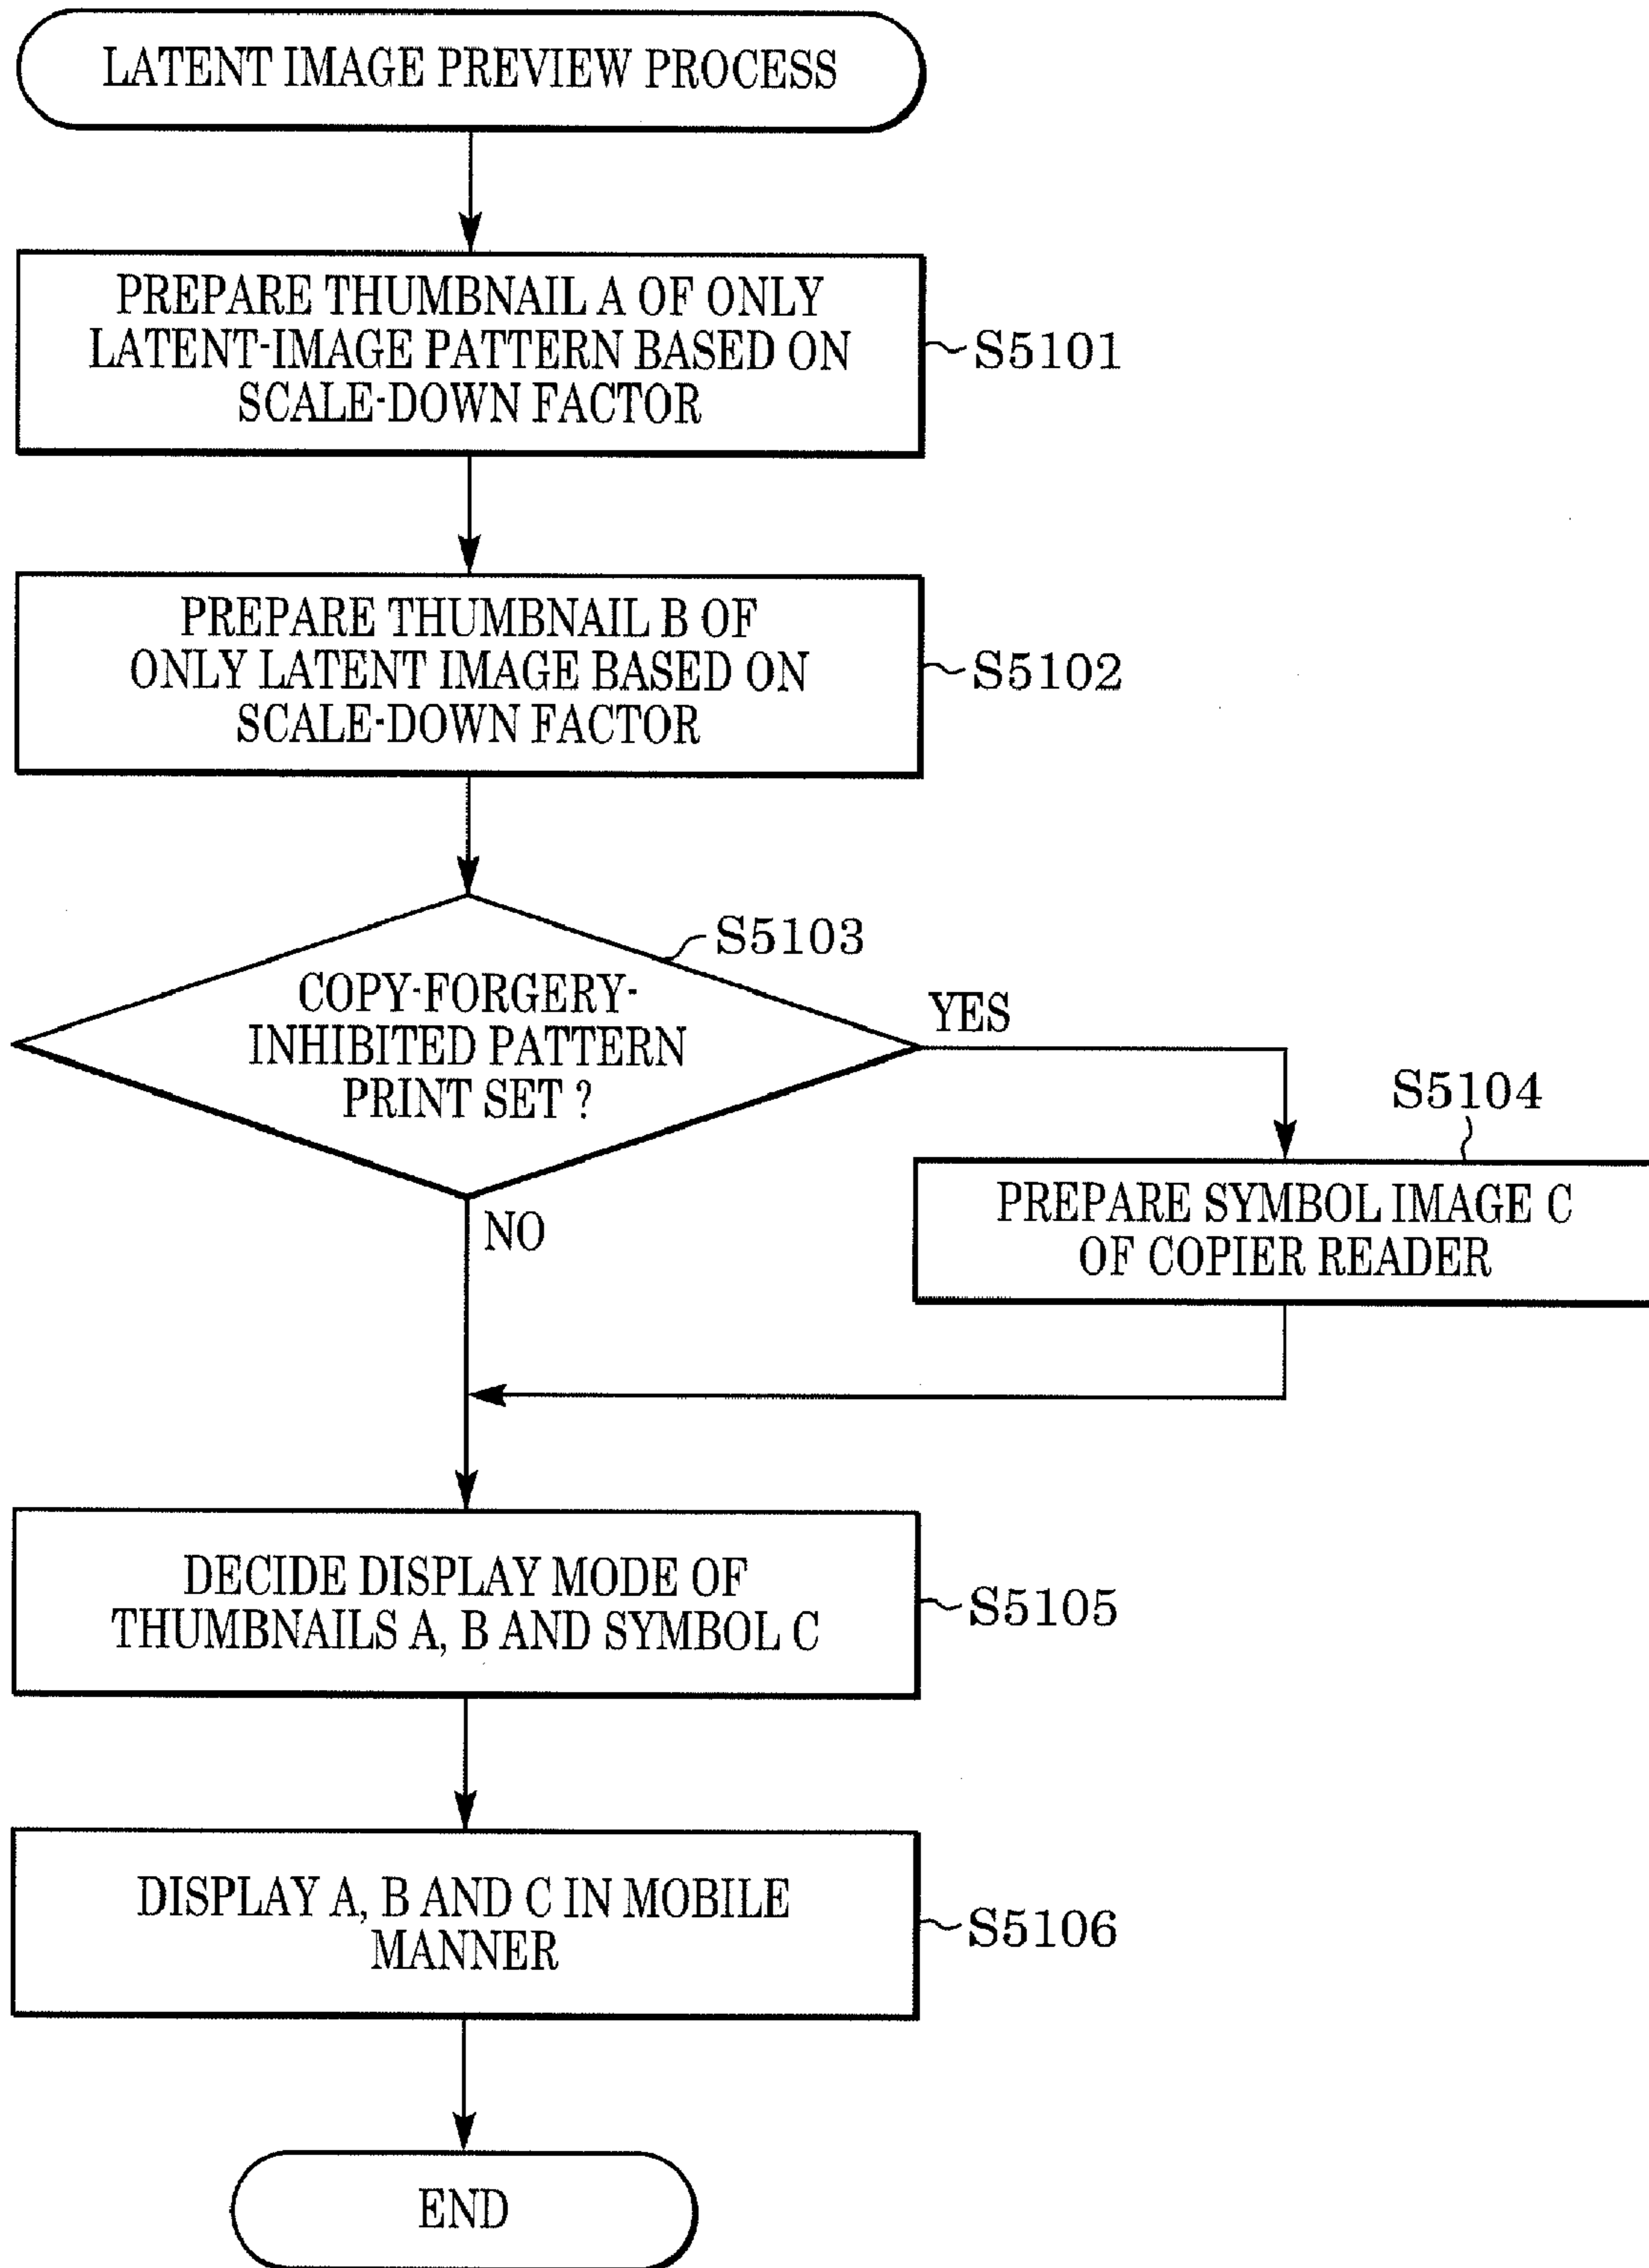 LATENT IMAGE PREVIEW PROCESS
PREPARE THUMBNAIL A OF ONLY
LATENT-IMAGE PATTERN BASED ON
SCALE-DOWN FACTOR
S5101
PREPARE THUMBNAIL B OF
ONLY LATENT IMAGE BASED ON
SCALE-DOWN FACTOR
S5102
S5103
COPY-FORGERY-
INHIBITED PATTERN
PRINT SET ?
YES
NO
S5104
PREPARE SYMBOL IMAGE C
OF COPIER READER
DECIDE DISPLAY MODE OF
THUMBNAILS A, B AND SYMBOL C
S5105
DISPLAY A, B AND C IN MOBILE
MANNER
S5106
END